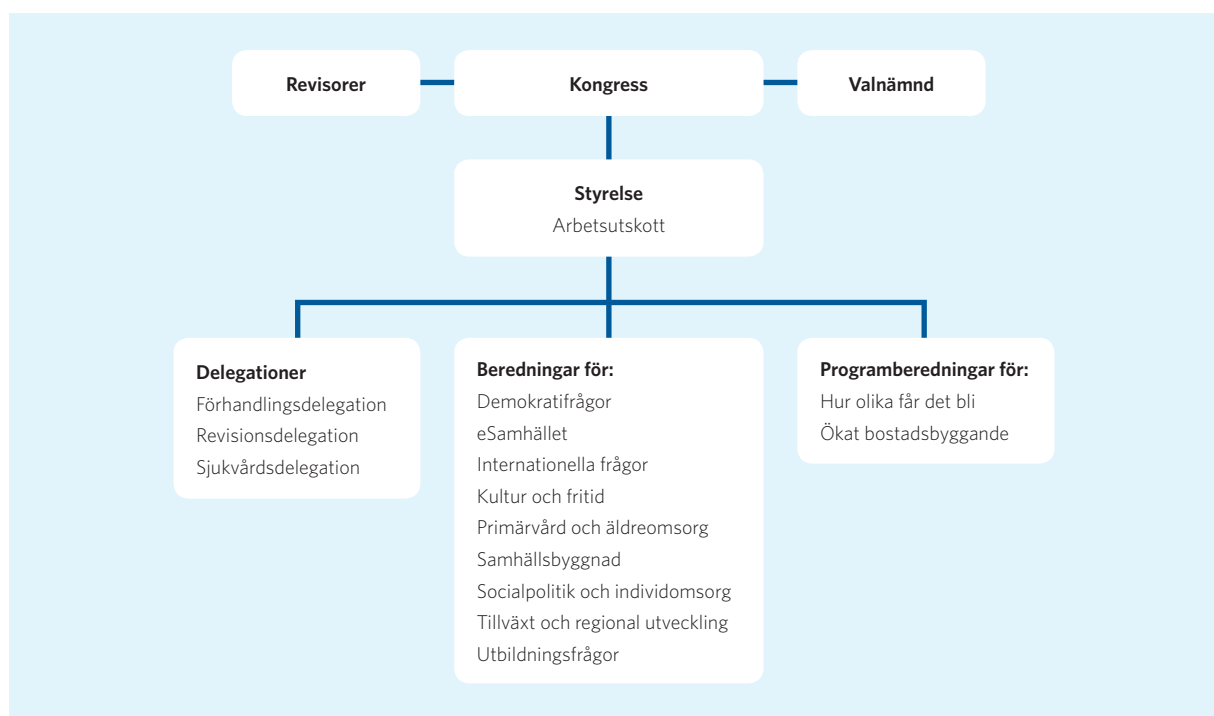 Revisorer
Kongress
Valnämnd
Styrelse
Arbetsutskott
Delegationer
Förhandlingsdelegation
Revisionsdelegation
Sjukvårdsdelegation
Beredningar för:
Demokratifrågor
eSamhället
Internationella frågor
Kultur och fritid
Primärvård och äldreomsorg
Samhällsbyggnad
Socialpolitik och individomsorg
Tillväxt och regional utveckling
Utbildningsfrågor
Programberedningar för:
Hur olika får det bli
Ökat bostadsbyggande